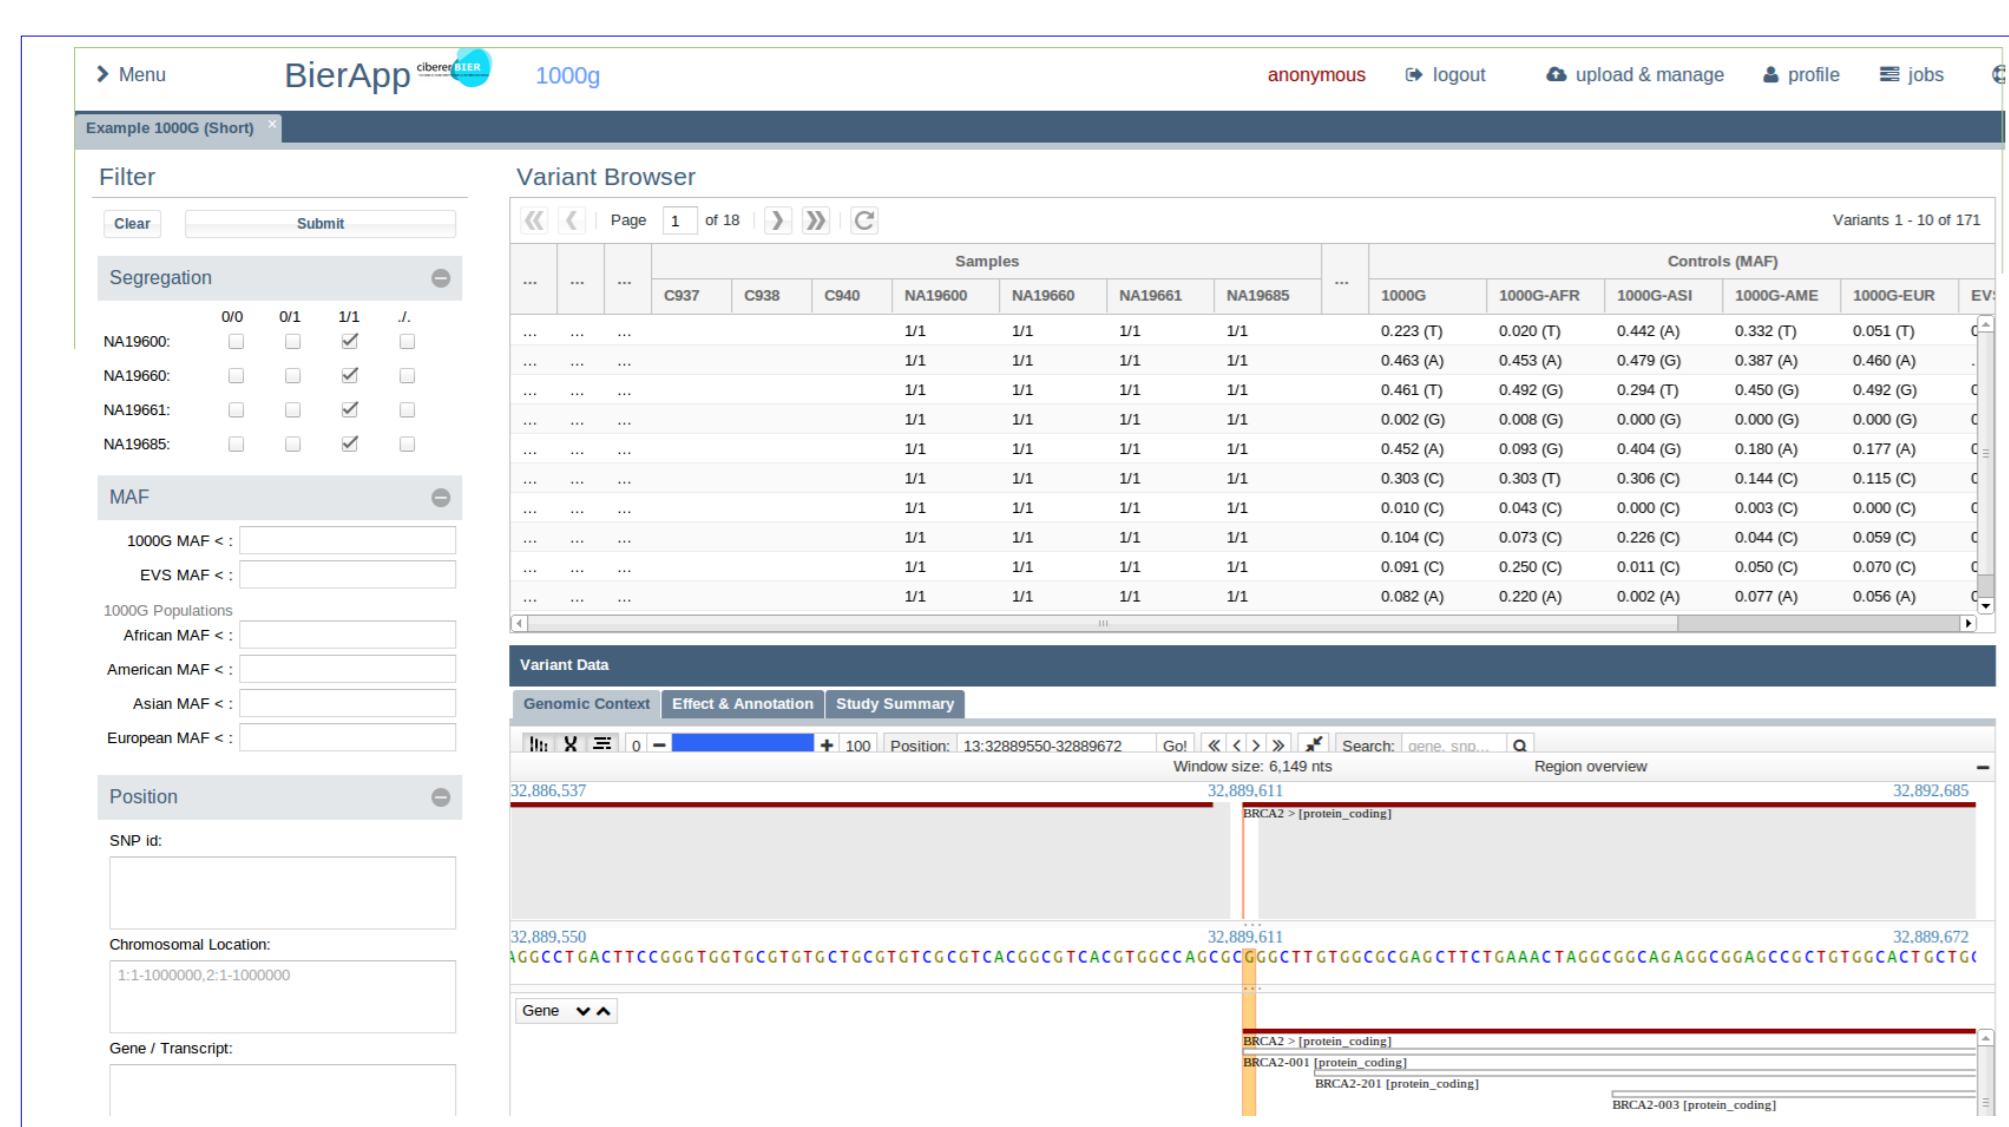 Menu BierApp ciberer BIER 1000g anonymous logout upload & manage profile jobs
Example 1000G (Short) ×
Filter
Clear Submit
Segregation
0/0 0/1 1/1 ./.
NA19600:
NA19660:
NA19661:
NA19685:
MAF
1000G MAF < :
EVS MAF < :
1000G Populations
African MAF < :
American MAF < :
Asian MAF < :
European MAF < :
Position
SNP id:
Chromosomal Location:
1:1-1000000,2:1-1000000
Gene / Transcript:
Variant Browser
Page 1 of 18 Variants 1 - 10 of 171
... ... ... Samples ... Controls (MAF)
C937 C938 C940 NA19600 NA19660 NA19661 NA19685 1000G 1000G-AFR 1000G-ASI 1000G-AME 1000G-EUR
... ... ... 1/1 1/1 1/1 1/1 0.223 (T) 0.020 (T) 0.442 (A) 0.332 (T) 0.051 (T)
... ... ... 1/1 1/1 1/1 1/1 0.463 (A) 0.453 (A) 0.479 (G) 0.387 (A) 0.460 (A)
... ... ... 1/1 1/1 1/1 1/1 0.461 (T) 0.492 (G) 0.294 (T) 0.450 (G) 0.492 (G)
... ... ... 1/1 1/1 1/1 1/1 0.002 (G) 0.008 (G) 0.000 (G) 0.000 (G) 0.000 (G)
... ... ... 1/1 1/1 1/1 1/1 0.452 (A) 0.093 (G) 0.404 (G) 0.180 (A) 0.177 (A)
... ... ... 1/1 1/1 1/1 1/1 0.303 (C) 0.303 (T) 0.306 (C) 0.144 (C) 0.115 (C)
... ... ... 1/1 1/1 1/1 1/1 0.010 (C) 0.043 (C) 0.000 (C) 0.003 (C) 0.000 (C)
... ... ... 1/1 1/1 1/1 1/1 0.104 (C) 0.073 (C) 0.226 (C) 0.044 (C) 0.059 (C)
... ... ... 1/1 1/1 1/1 1/1 0.091 (C) 0.250 (C) 0.011 (C) 0.050 (C) 0.070 (C)
... ... ... 1/1 1/1 1/1 1/1 0.082 (A) 0.220 (A) 0.002 (A) 0.077 (A) 0.056 (A)
Variant Data
Genomic Context Effect & Annotation Study Summary
0 100 Position: 13:32889550-32889672 Go! Search: gene, snp...
Window size: 6,149 nts Region overview
32,886,537 32,889,611 32,892,685
BRCA2 > [protein_coding]
32,889,550 32,889,611 32,889,672
AGGCCTGACTTCCGGGTGGTGCGTGTGCTGCGTGTCGCGTCACGGCGTCACGTGGCCAGCGCGGGCTTGTGGCGCGAGCTTCTGAAACTAGGCGGCAGAGGCGGAGCCGCTGTGGCACTGCTGC
Gene
BRCA2 > [protein_coding]
BRCA2-001 [protein_coding]
BRCA2-201 [protein_coding]
BRCA2-003 [protein_coding]